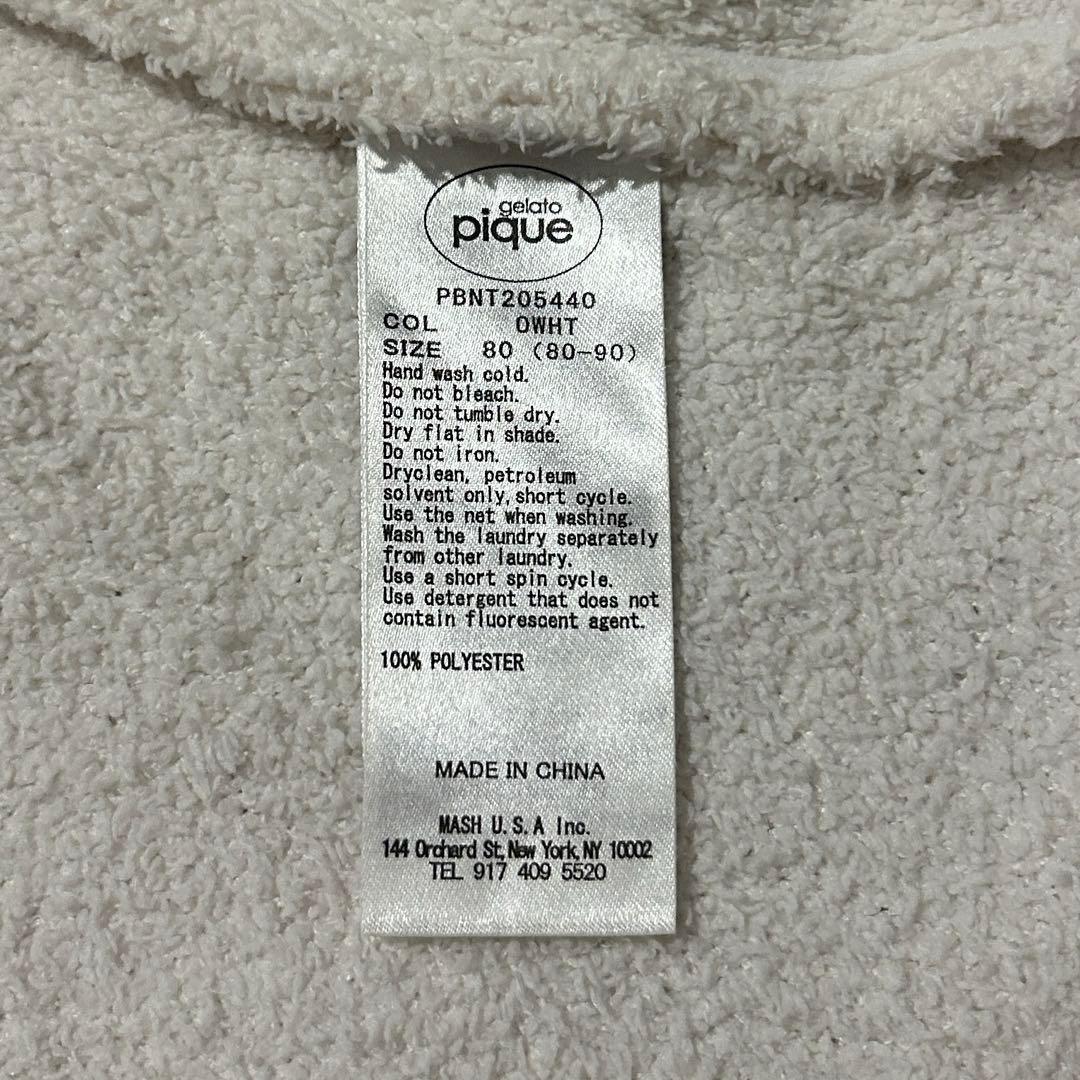 gelato
pique
PBNT205440
COL OWHT
SIZE 80 (80-90)
Hand wash cold.
Do not bleach.
Do not tumble dry.
Dry flat in shade.
Do not iron.
Dryclean, petroleum
solvent only, short cycle.
Use the net when washing.
Wash the laundry separately
from other laundry.
Use a short spin cycle.
Use detergent that does not
contain fluorescent agent.
100% POLYESTER
MADE IN CHINA
MASH U.S.A Inc.
144 Orchard St, New York, NY 10002
TEL 917 409 5520